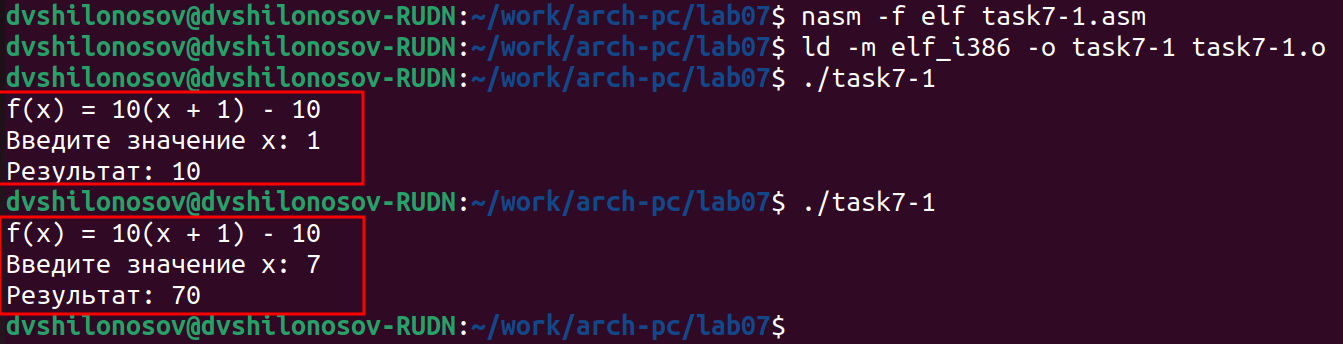 dvshilonosov@dvshilonosov-RUDN:~/work/arch-pc/lab07$ nasm -f elf task7-1.asm
dvshilonosov@dvshilonosov-RUDN:~/work/arch-pc/lab07$ ld -m elf_i386 -o task7-1 task7-1.o
dvshilonosov@dvshilonosov-RUDN:~/work/arch-pc/lab07$ ./task7-1
f(x) = 10(x + 1) - 10
Введите значение x: 1
Результат: 10
dvshilonosov@dvshilonosov-RUDN:~/work/arch-pc/lab07$ ./task7-1
f(x) = 10(x + 1) - 10
Введите значение x: 7
Результат: 70
dvshilonosov@dvshilonosov-RUDN:~/work/arch-pc/lab07$